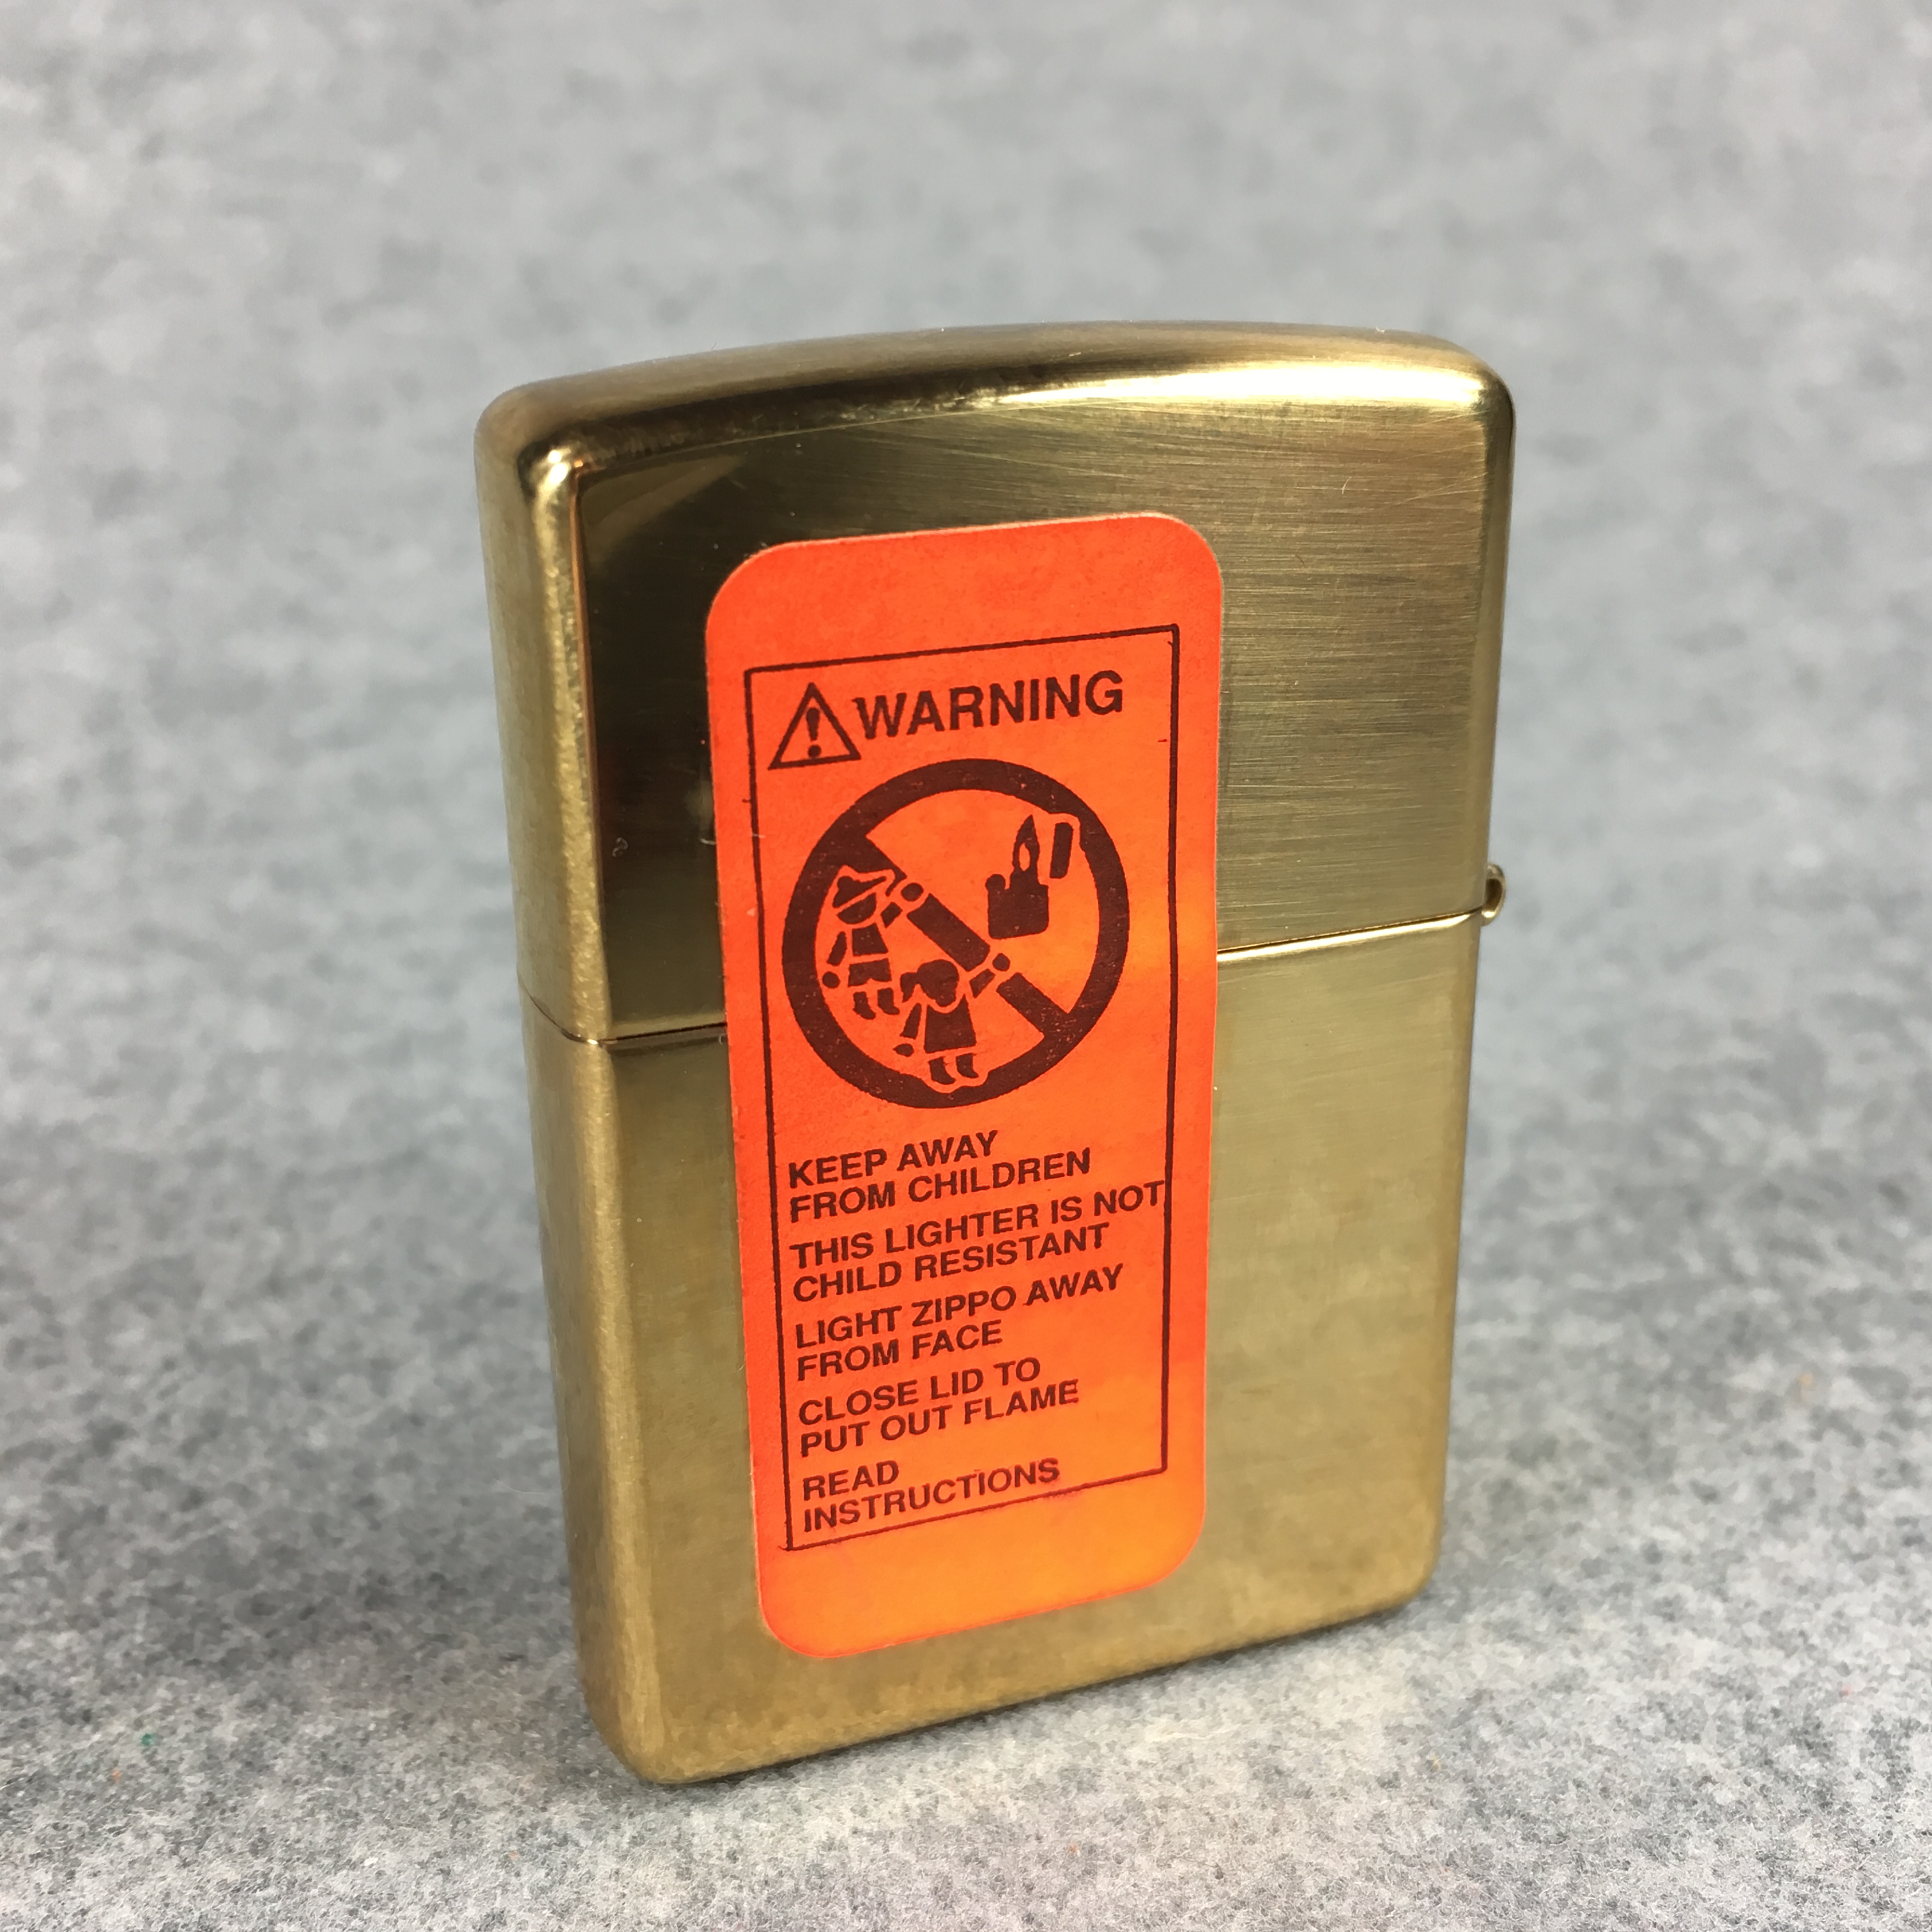 WARNING
KEEP AWAY
FROM CHILDREN
THIS LIGHTER IS NOT
CHILD RESISTANT
LIGHT ZIPPO AWAY
FROM FACE
CLOSE LID TO
PUT OUT FLAME
READ
INSTRUCTIONS